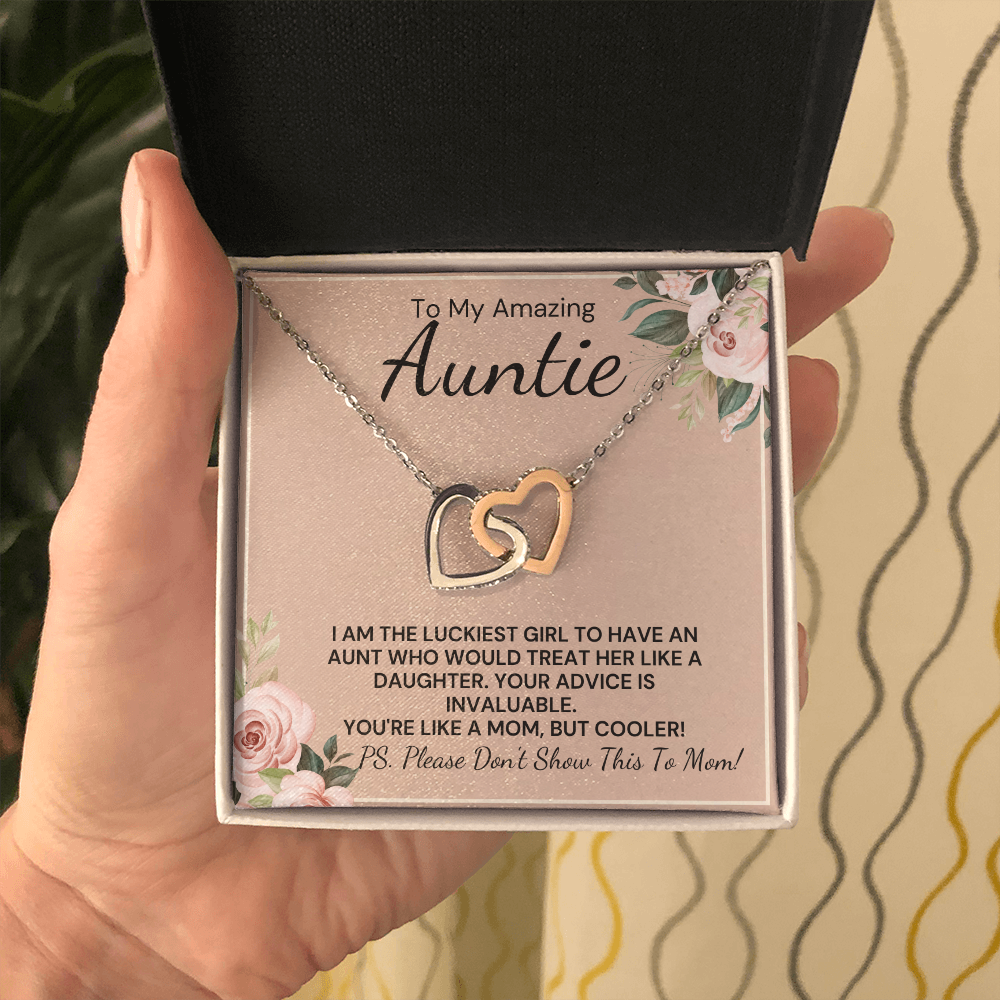 To My Amazing
Auntie
I AM THE LUCKIEST GIRL TO HAVE AN
AUNT WHO WOULD TREAT HER LIKE A
DAUGHTER. YOUR ADVICE IS
INVALUABLE.
YOU'RE LIKE A MOM, BUT COOLER!
PS. Please Don't Show This To Mom!